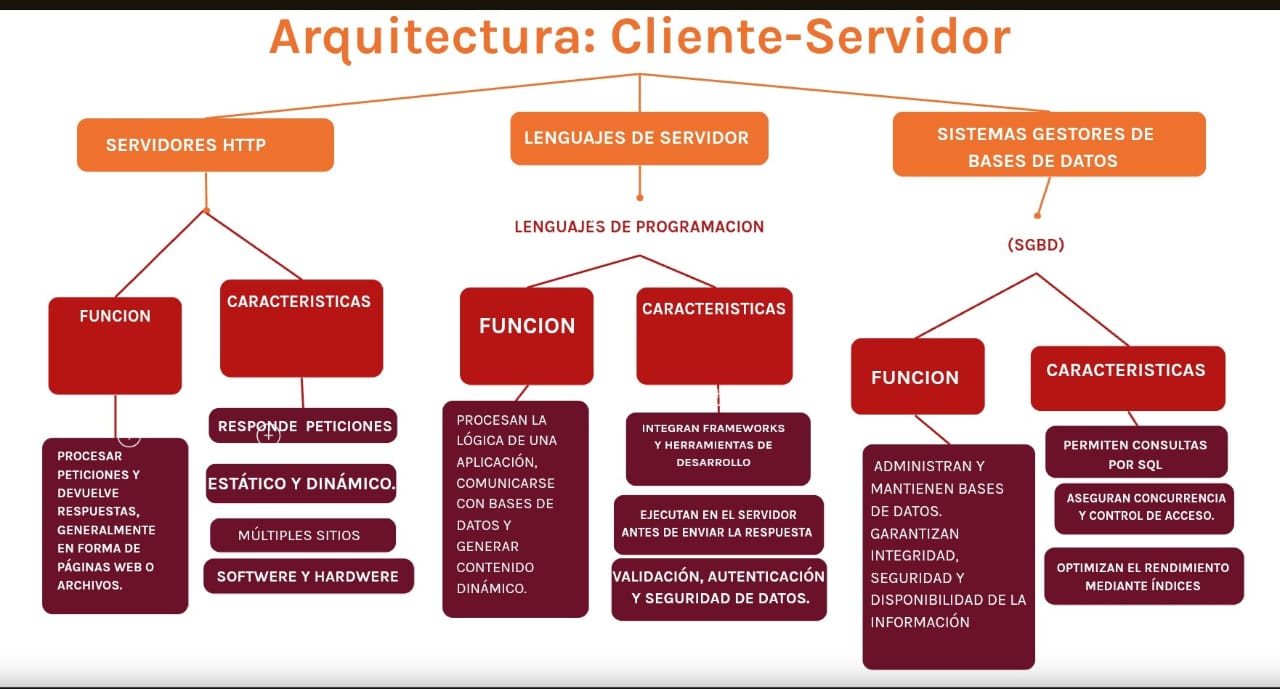 Arquitectura: Cliente-Servidor
SERVIDORES HTTP
FUNCION
PROCESAR
PETICIONES Y
DEVUELVE
RESPUESTAS,
GENERALMENTE
EN FORMA DE
PÁGINAS WEB O
ARCHIVOS.
CARACTERISTICAS
RESPONDE PETICIONES
ESTÁTICO Y DINÁMICO.
MÚLTIPLES SITIOS
SOFTWERE Y HARDWERE
LENGUAJES DE SERVIDOR
LENGUAJES DE PROGRAMACION
FUNCION
PROCESAN LA
LÓGICA DE UNA
APLICACIÓN,
COMUNICARSE
CON BASES DE
DATOS Y
GENERAR
CONTENIDO
DINÁMICO.
CARACTERISTICAS
INTEGRAN FRAMEWORKS
Y HERRAMIENTAS DE
DESARROLLO
EJECUTAN EN EL SERVIDOR
ANTES DE ENVIAR LA RESPUESTA
VALIDACIÓN, AUTENTICACIÓN
Y SEGURIDAD DE DATOS.
SISTEMAS GESTORES DE
BASES DE DATOS
(SGBD)
FUNCION
ADMINISTRAN Y
MANTIENEN BASES
DE DATOS.
GARANTIZAN
INTEGRIDAD,
SEGURIDAD Y
DISPONIBILIDAD DE LA
INFORMACIÓN
CARACTERISTICAS
PERMITEN CONSULTAS
POR SQL
ASEGURAN CONCURRENCIA
Y CONTROL DE ACCESO.
OPTIMIZAN EL RENDIMIENTO
MEDIANTE ÍNDICES